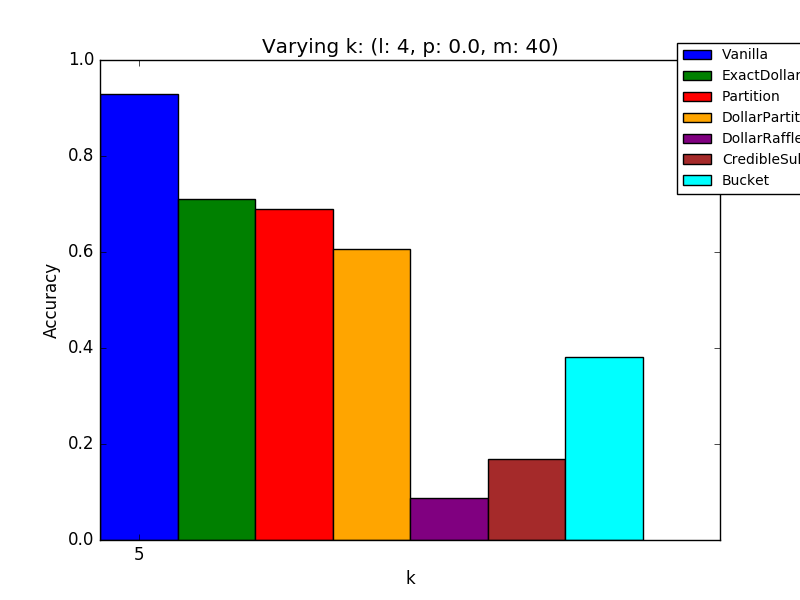 Varying k: (l: 4, p: 0.0, m: 40)
1.0
0.8
0.6
0.4
0.2
0.0
Accuracy
5
k
Vanilla
ExactDollar
Partition
DollarPartit
DollarRaffle
CredibleSul
Bucket